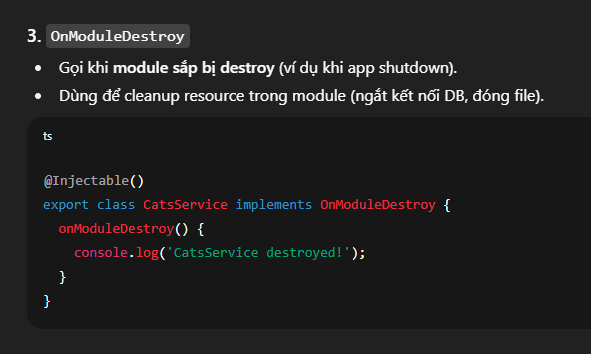 3. OnModuleDestroy
• Gọi khi module sắp bị destroy (ví dụ khi app shutdown).
• Dùng để cleanup resource trong module (ngắt kết nối DB, đóng file).
ts
@Injectable()
export class CatsService implements OnModuleDestroy {
  onModuleDestroy() {
    console.log('CatsService destroyed!');
  }
}